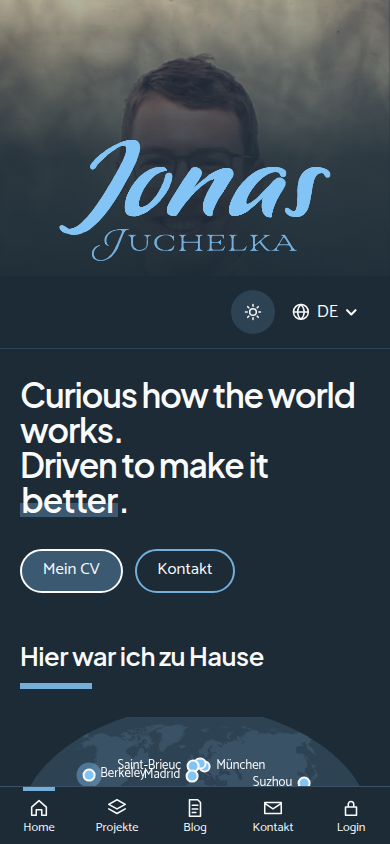 Jonas
JUCHELKA
DE
Curious how the world
works.
Driven to make it
better.
Mein CV
Kontakt
Hier war ich zu Hause
Saint-Brieuc
München
Berkeley
Madrid
Suzhou
Home
Projekte
Blog
Kontakt
Login